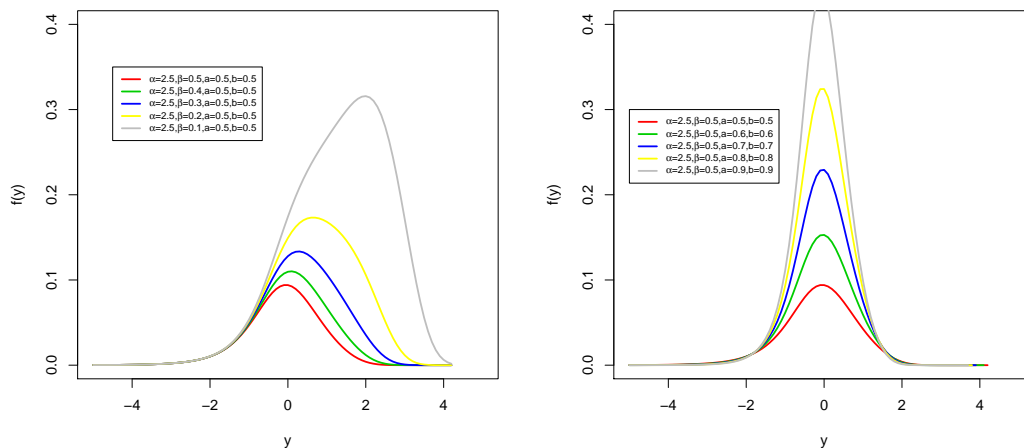 0.4
0.3
0.2
0.1
0.0
f(y)
α=2.5,β=0.5,a=0.5,b=0.5
α=2.5,β=0.4,a=0.5,b=0.5
α=2.5,β=0.3,a=0.5,b=0.5
α=2.5,β=0.2,a=0.5,b=0.5
α=2.5,β=0.1,a=0.5,b=0.5
−4 −2 0 2 4
y
0.4
0.3
0.2
0.1
0.0
f(y)
α=2.5,β=0.5,a=0.5,b=0.5
α=2.5,β=0.5,a=0.6,b=0.6
α=2.5,β=0.5,a=0.7,b=0.7
α=2.5,β=0.5,a=0.8,b=0.8
α=2.5,β=0.5,a=0.9,b=0.9
−4 −2 0 2 4
y